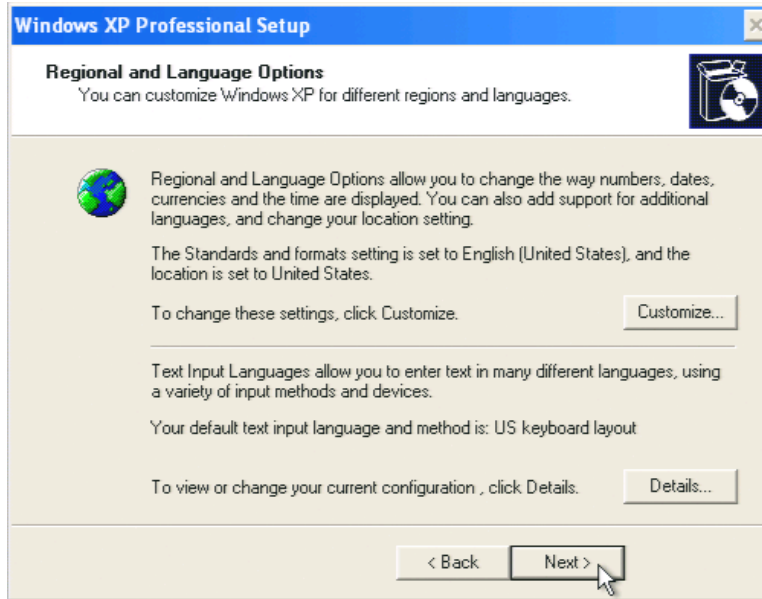 Windows XP Professional Setup
Regional and Language Options
You can customize Windows XP for different regions and languages.
Regional and Language Options allow you to change the way numbers, dates,
currencies and the time are displayed. You can also add support for additional
languages, and change your location setting.
The Standards and formats setting is set to English (United States), and the
location is set to United States.
To change these settings, click Customize.
Customize...
Text Input Languages allow you to enter text in many different languages, using
a variety of input methods and devices.
Your default text input language and method is: US keyboard layout
To view or change your current configuration , click Details.
Details...
< Back
Next >